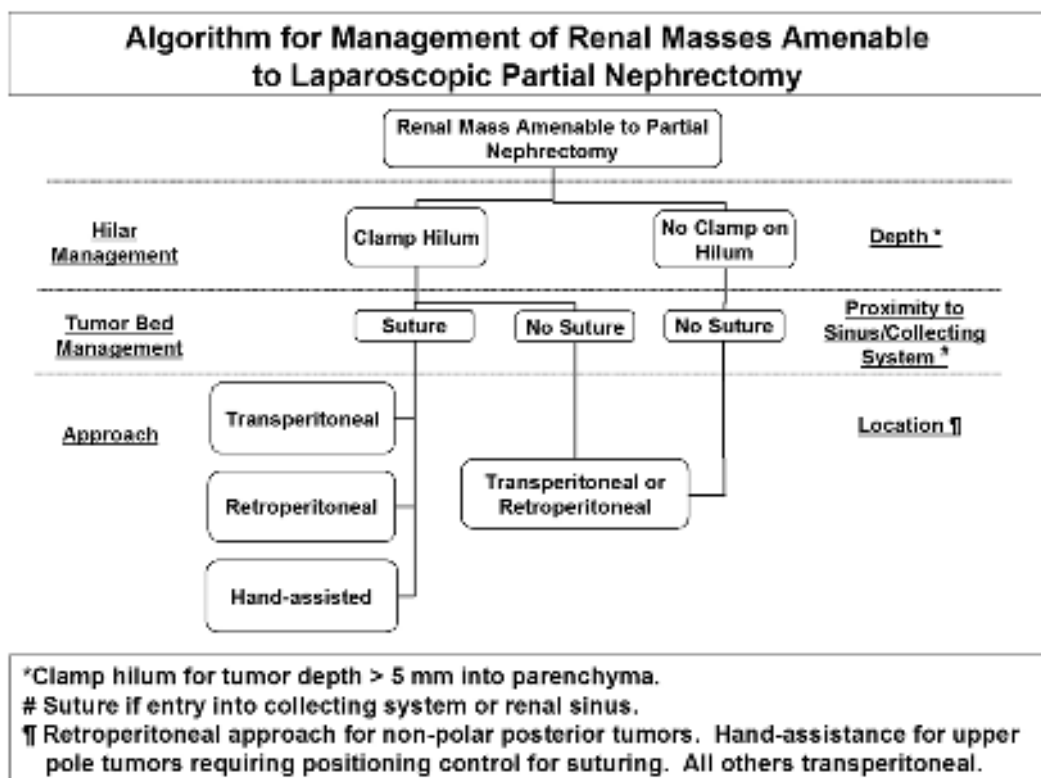 Algorithm for Management of Renal Masses Amenable
to Laparoscopic Partial Nephrectomy
Renal Mass Amenable to Partial
Nephrectomy
Hilar
Management
Clamp Hilum
No Clamp on
Hilum
Depth *
Tumor Bed
Management
Suture
No Suture
No Suture
Proximity to
Sinus/Collecting
System *
Approach
Transperitoneal
Retroperitoneal
Hand-assisted
Transperitoneal or
Retroperitoneal
Location ¶
*Clamp hilum for tumor depth > 5 mm into parenchyma.
# Suture if entry into collecting system or renal sinus.
¶ Retroperitoneal approach for non-polar posterior tumors. Hand-assistance for upper
pole tumors requiring positioning control for suturing. All others transperitoneal.